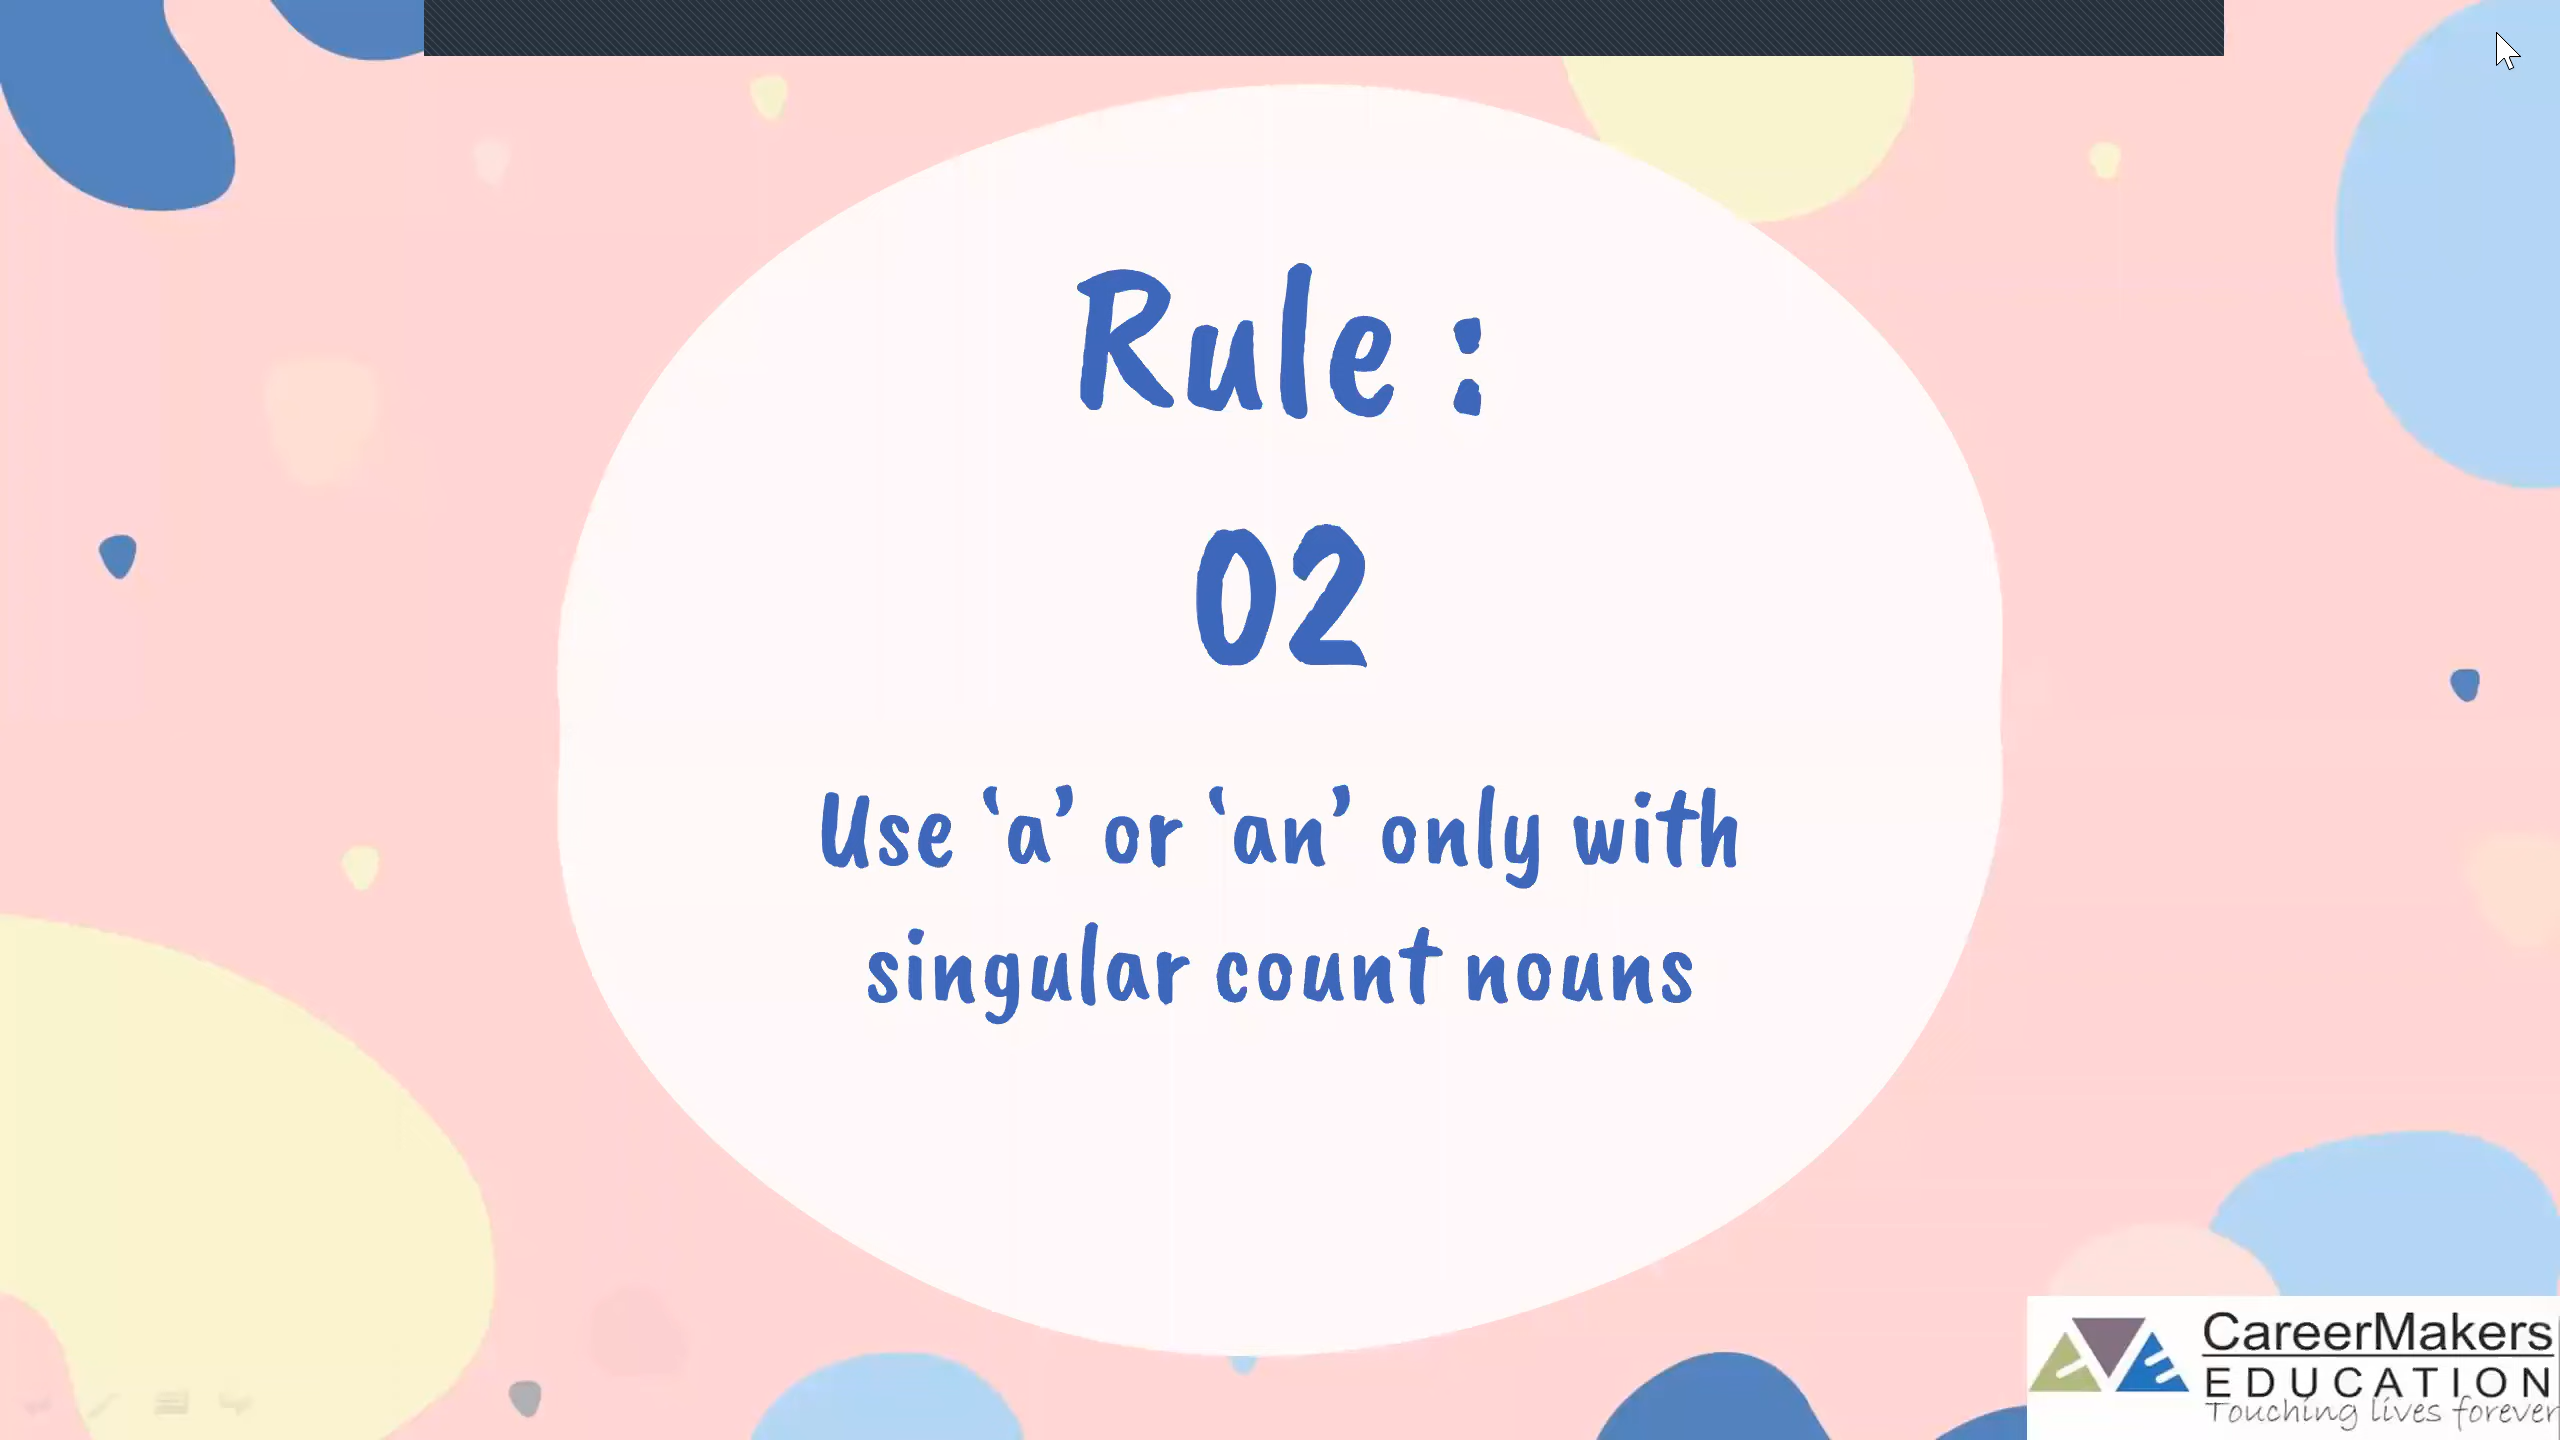 Rule :
02
Use ‘a’ or ‘an’ only with
singular count nouns
CareerMakers
EDUCATION
Touching lives forever